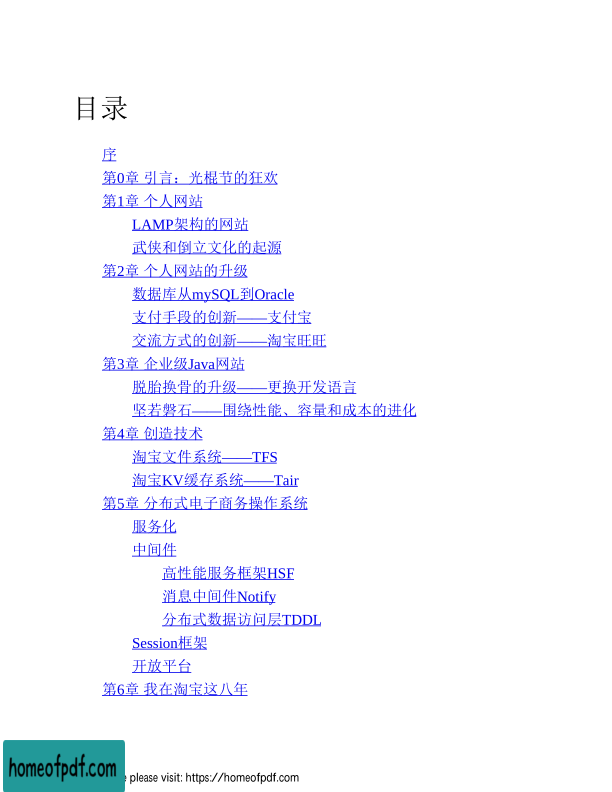 目录
序
第0章 引言：光棍节的狂欢
第1章 个人网站
LAMP架构的网站
武侠和倒立文化的起源
第2章 个人网站的升级
数据库从mySQL到Oracle
支付手段的创新——支付宝
交流方式的创新——淘宝旺旺
第3章 企业级Java网站
脱胎换骨的升级——更换开发语言
坚若磐石——围绕性能、容量和成本的进化
第4章 创造技术
淘宝文件系统——TFS
淘宝KV缓存系统——Tair
第5章 分布式电子商务操作系统
服务化
中间件
高性能服务框架HSF
消息中间件Notify
分布式数据访问层TDDL
Session框架
开放平台
第6章 我在淘宝这八年
homeofpdf.com
please visit: https://homeofpdf.com